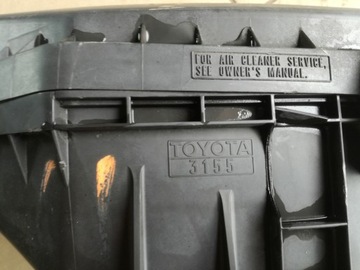 FOR AIR CLEANER SERVICE,
SEE OWNER'S MANUAL.
TOYOTA
3155